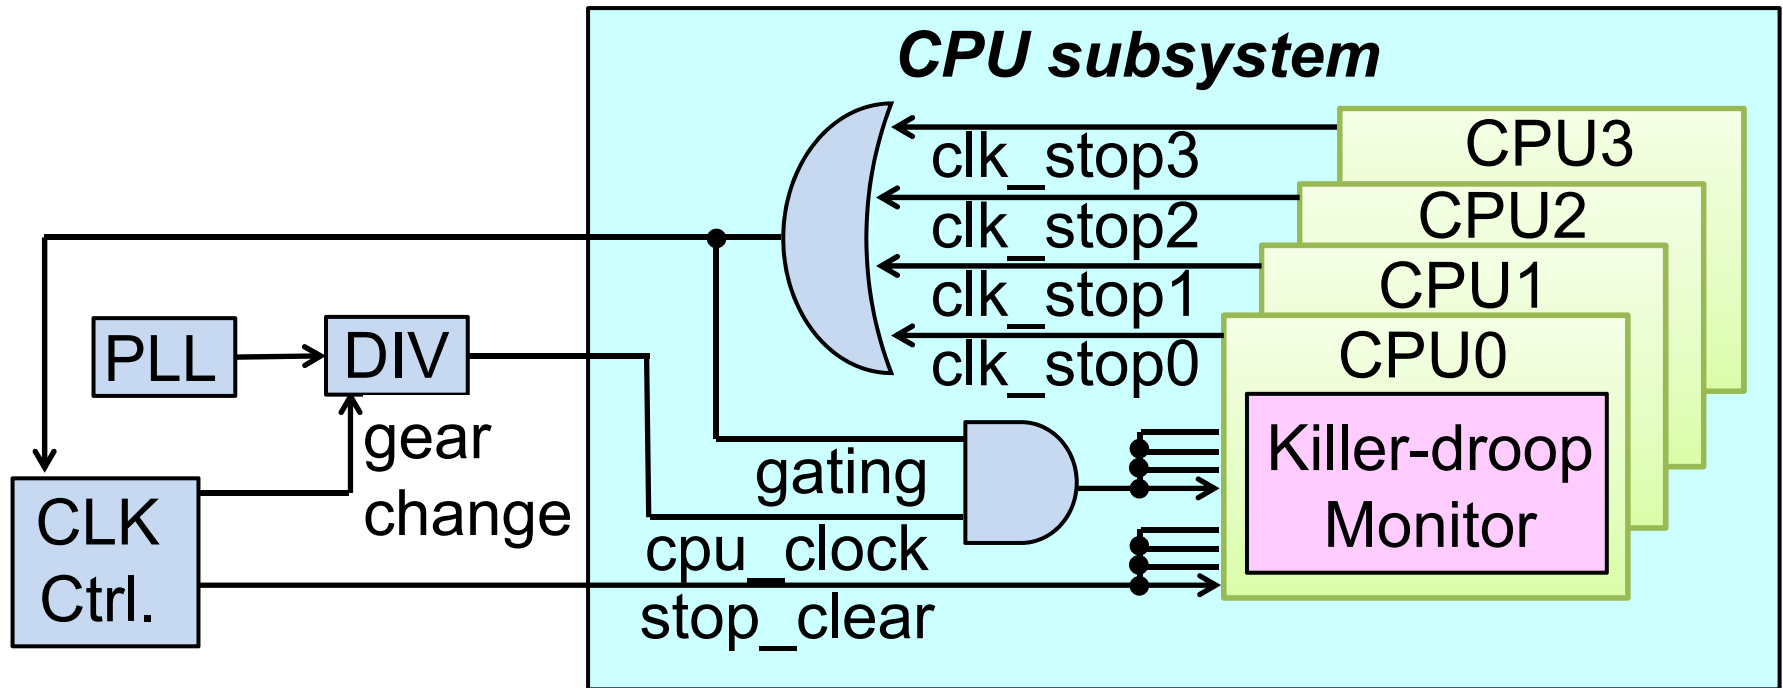 CPU subsystem
CPU3
clk_stop3
CPU2
clk_stop2
CPU1
clk_stop1
CPU0
clk_stop0
PLL
DIV
gear
change
gating
Killer-droop
Monitor
CLK
Ctrl.
cpu_clock
stop_clear